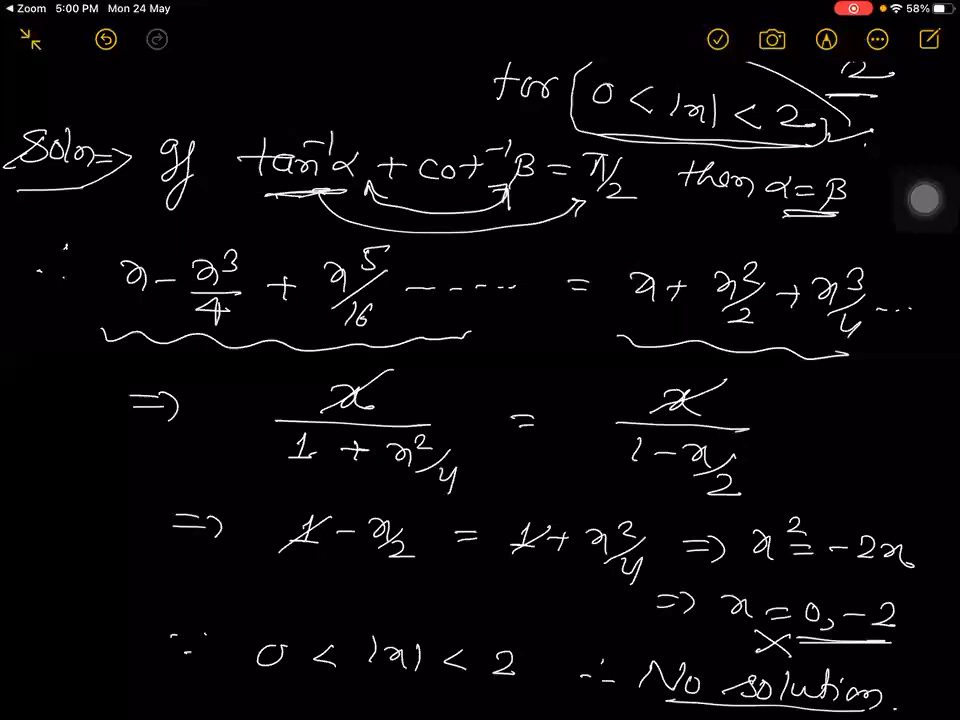 ◀ Zoom 5:00 PM Mon 24 May 58%
for 0 < |x| < 2,
Soln => If tan⁻¹α + cot⁻¹β = π/2 then α = β
∴ x - x³/4 + x⁵/16 ------ = x + x²/2 + x³/4 ...
=> x/(1 + x²/4) = x/(1 - x/2)
=> 1 - x/2 = 1 + x²/4 => x² = -2x
=> x = 0, -2
∵ 0 < |x| < 2 ∴ No solution.